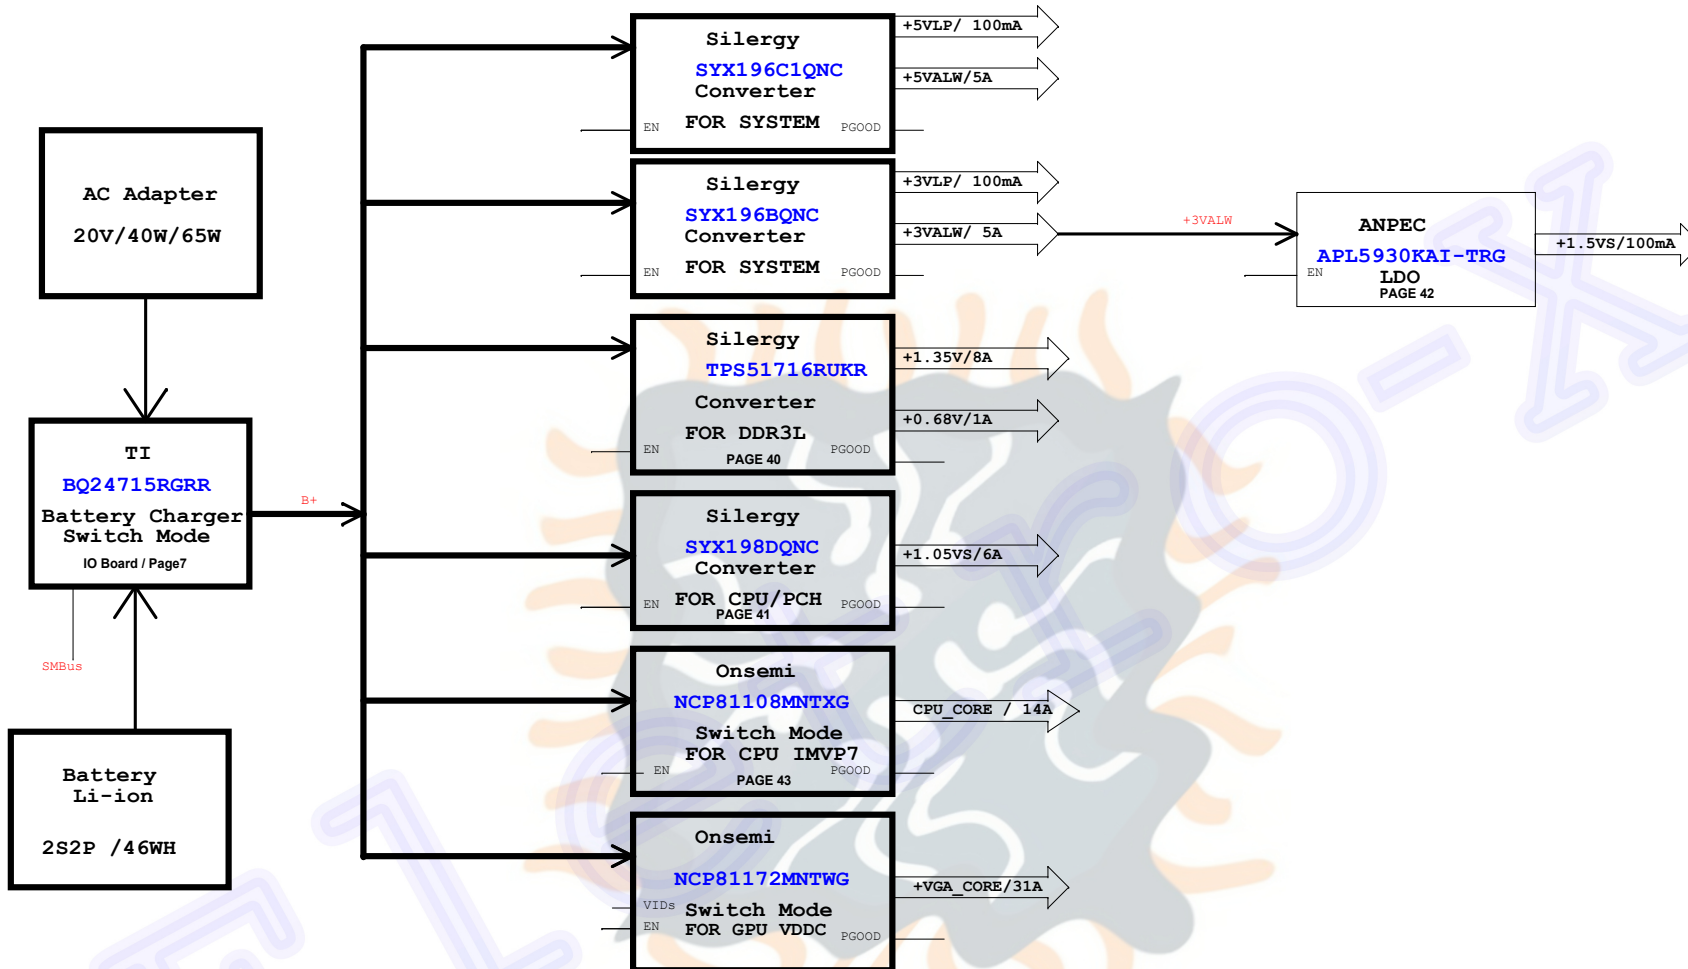 AC Adapter
20V/40W/65W
TI
BQ24715RGRR
Battery Charger
Switch Mode
IO Board / Page7
SMBus
Battery
Li-ion
2S2P /46WH
B+
Silergy
SYX196C1QNC
Converter
FOR SYSTEM
EN
PGOOD
+5VLP/ 100mA
+5VALW/5A
Silergy
SYX196BQNC
Converter
FOR SYSTEM
EN
PGOOD
+3VLP/ 100mA
+3VALW/ 5A
+3VALW
ANPEC
APL5930KAI-TRG
LDO
PAGE 42
EN
+1.5VS/100mA
Silergy
TPS51716RUKR
Converter
FOR DDR3L
PAGE 40
EN
PGOOD
+1.35V/8A
+0.68V/1A
Silergy
SYX198DQNC
Converter
FOR CPU/PCH
PAGE 41
EN
PGOOD
+1.05VS/6A
Onsemi
NCP81108MNTXG
Switch Mode
FOR CPU IMVP7
PAGE 43
EN
PGOOD
CPU_CORE / 14A
Onsemi
NCP81172MNTWG
Switch Mode
FOR GPU VDDC
VIDs
EN
PGOOD
+VGA_CORE/31A